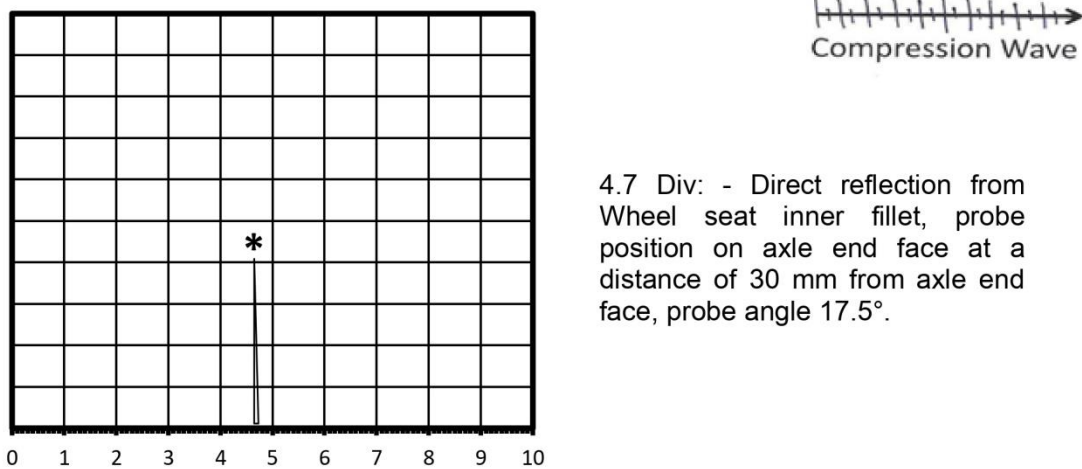 Compression Wave
4.7 Div: - Direct reflection from
Wheel seat inner fillet, probe
position on axle end face at a
distance of 30 mm from axle end
face, probe angle 17.5°.
*
0 1 2 3 4 5 6 7 8 9 10